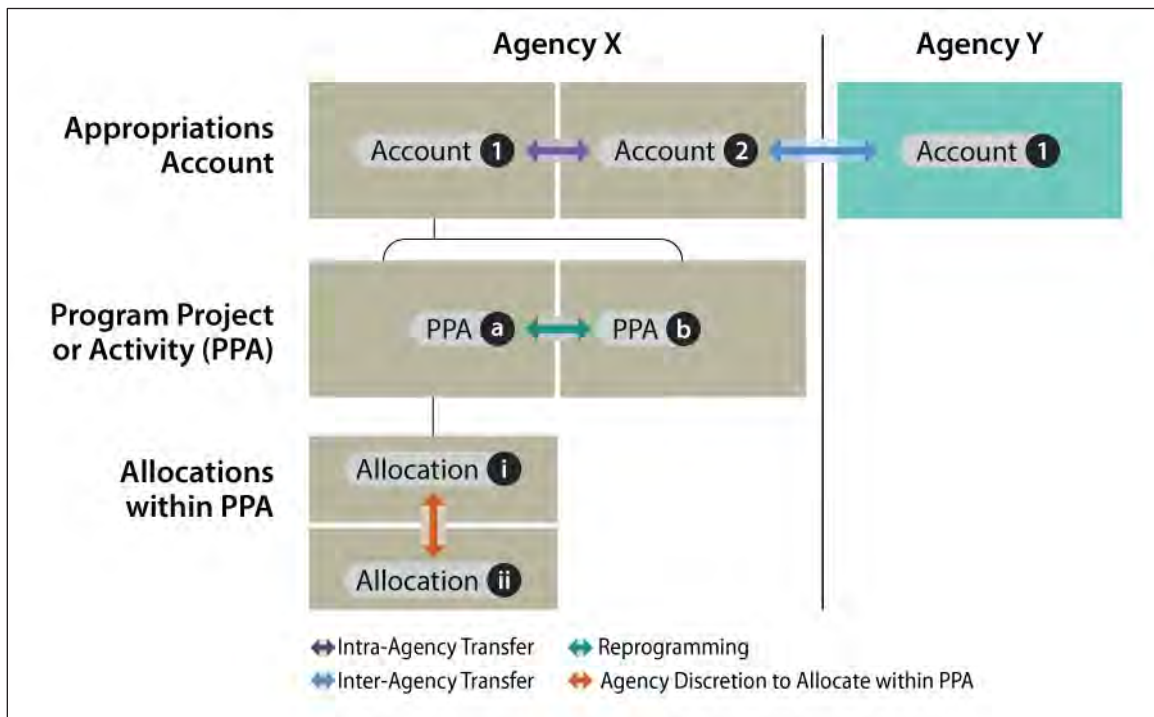 Agency X
Agency Y
Appropriations
Account
Account 1
Account 2
Account 1
Program Project
or Activity (PPA)
PPA a
PPA b
Allocations
within PPA
Allocation i
Allocation ii
Intra-Agency Transfer
Reprogramming
Inter-Agency Transfer
Agency Discretion to Allocate within PPA